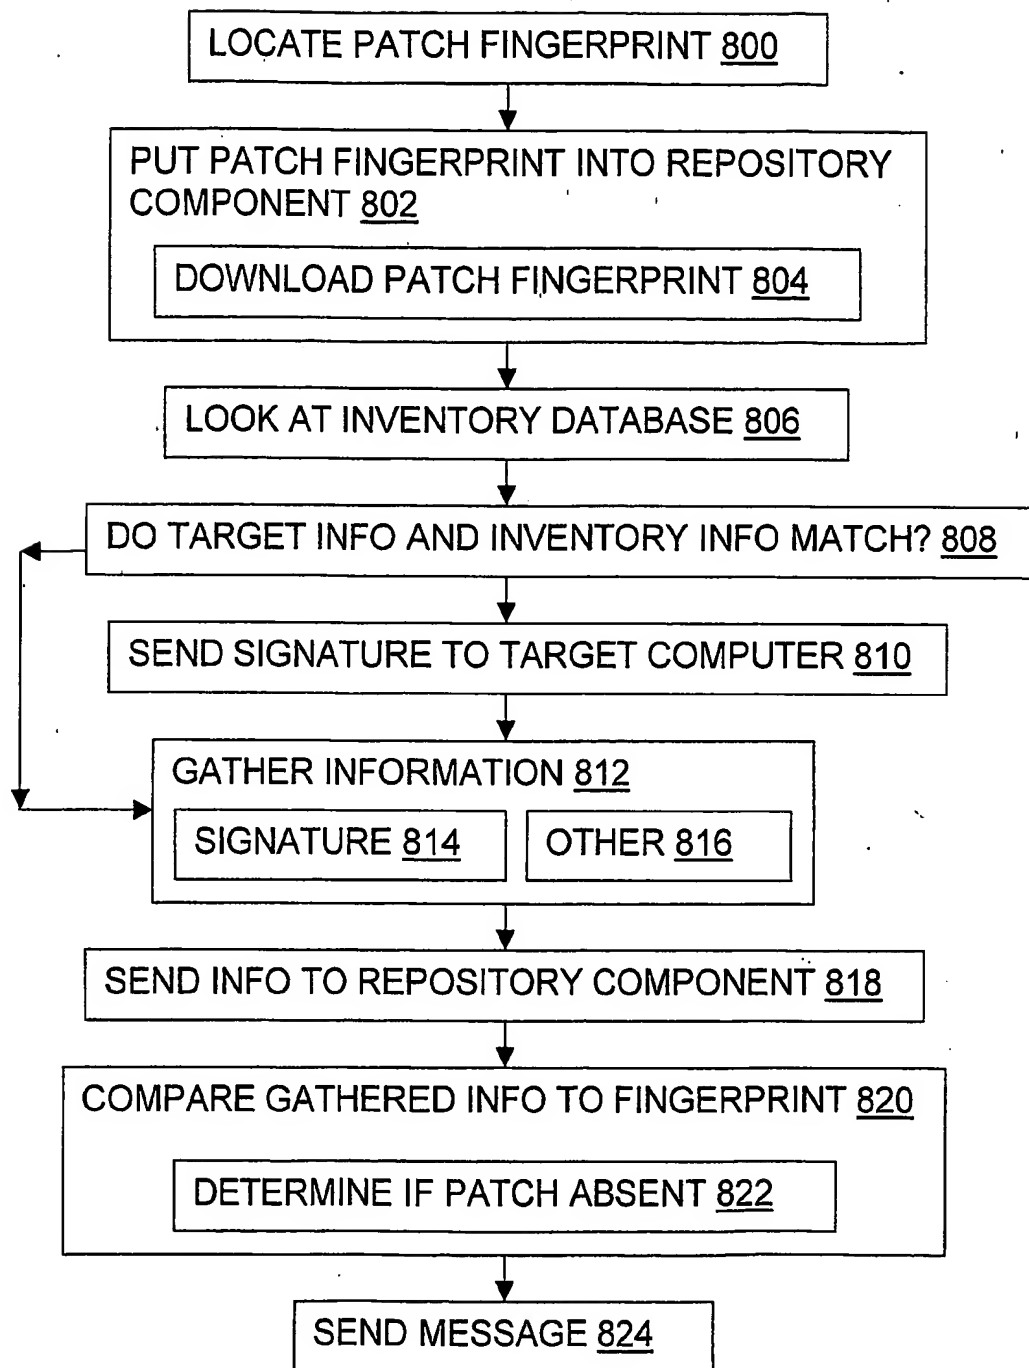 LOCATE PATCH FINGERPRINT 800
PUT PATCH FINGERPRINT INTO REPOSITORY
COMPONENT 802
DOWNLOAD PATCH FINGERPRINT 804
LOOK AT INVENTORY DATABASE 806
DO TARGET INFO AND INVENTORY INFO MATCH? 808
SEND SIGNATURE TO TARGET COMPUTER 810
GATHER INFORMATION 812
SIGNATURE 814
OTHER 816
SEND INFO TO REPOSITORY COMPONENT 818
COMPARE GATHERED INFO TO FINGERPRINT 820
DETERMINE IF PATCH ABSENT 822
SEND MESSAGE 824